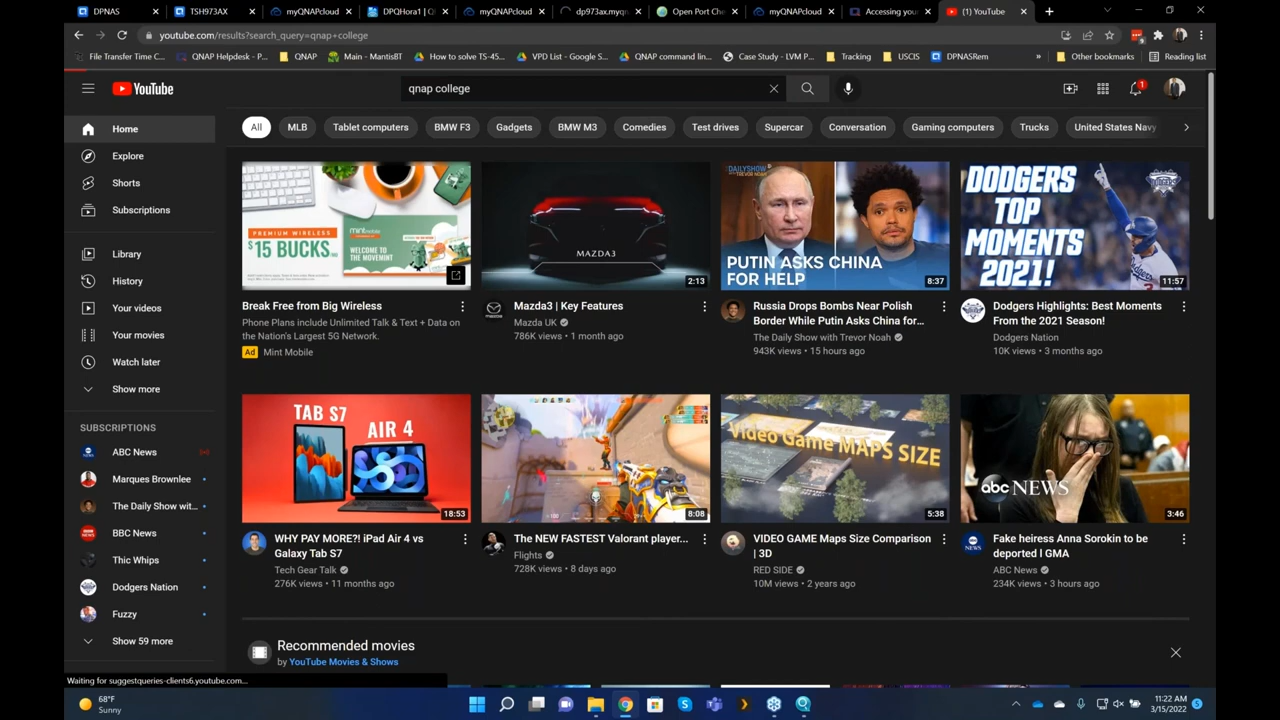 DPNAS
TSH973AX
myQNAPcloud
DPQHora1 | Q
myQNAPcloud
dp973ax.myqn
Open Port Che
myQNAPcloud
Accessing you
(1) YouTube
youtube.com/results?search_query=qnap+college
File Transfer Time C...
QNAP Helpdesk - P...
QNAP
Main - MantisBT
How to solve TS-45...
VPD List - Google S...
QNAP command lin...
Case Study - LVM P...
Tracking
USCIS
DPNASRem
»
Other bookmarks
Reading list
YouTube
qnap college
1
Home
Explore
Shorts
Subscriptions
Library
History
Your videos
Your movies
Watch later
Show more
SUBSCRIPTIONS
ABC News
Marques Brownlee
The Daily Show wit...
BBC News
Thic Whips
Dodgers Nation
Fuzzy
Show 59 more
All
MLB
Tablet computers
BMW F3
Gadgets
BMW M3
Comedies
Test drives
Supercar
Conversation
Gaming computers
Trucks
United States Navy
PREMIUM WIRELESS
$15 BUCKS.
mint mobile
WELCOME TO
THE MOVEMINT
Break Free from Big Wireless
Phone Plans include Unlimited Talk & Text + Data on
the Nation's Largest 5G Network.
Ad Mint Mobile
MAZDA3
2:13
Mazda3 | Key Features
Mazda UK
786K views • 1 month ago
DAILYSHOW
PUTIN ASKS CHINA
FOR HELP
8:37
Russia Drops Bombs Near Polish
Border While Putin Asks China for...
The Daily Show with Trevor Noah
943K views • 15 hours ago
DODGERS
TOP
MOMENTS
2021!
11:57
Dodgers Highlights: Best Moments
From the 2021 Season!
Dodgers Nation
10K views • 3 months ago
TAB S7
AIR 4
18:53
WHY PAY MORE?! iPad Air 4 vs
Galaxy Tab S7
Tech Gear Talk
276K views • 11 months ago
8:08
The NEW FASTEST Valorant player...
Flights
728K views • 8 days ago
Video Game MAPS SIZE
5:38
VIDEO GAME Maps Size Comparison
| 3D
RED SIDE
10M views • 2 years ago
abc NEWS
3:46
Fake heiress Anna Sorokin to be
deported l GMA
ABC News
234K views • 3 hours ago
Recommended movies
by YouTube Movies & Shows
Waiting for suggestqueries-clients6.youtube.com...
68°F
Sunny
11:22 AM
3/15/2022